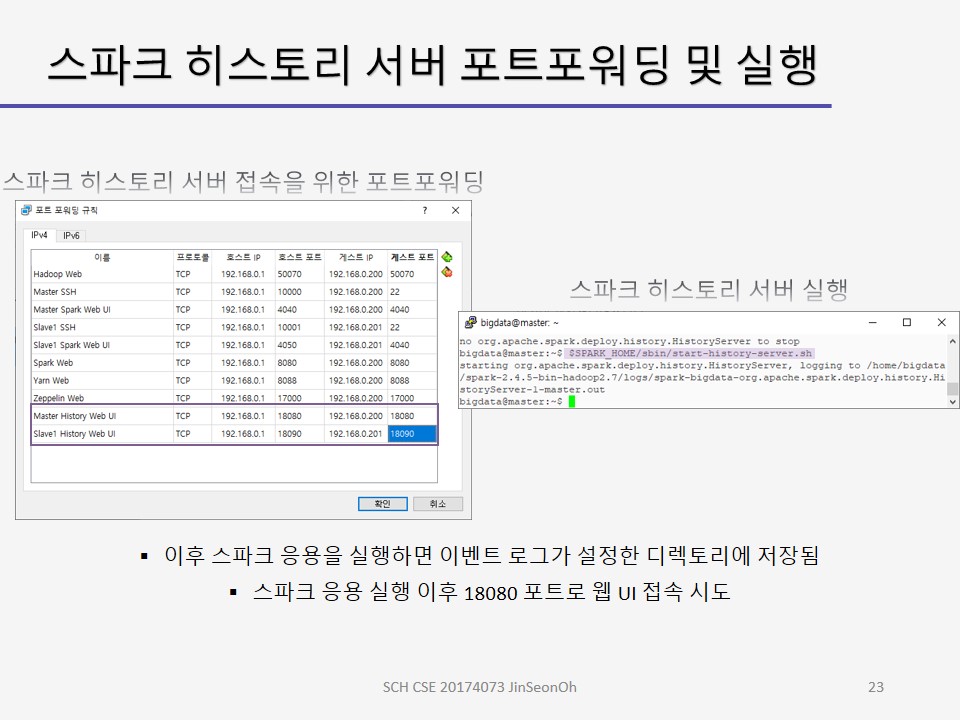 스파크 히스토리 서버 포트포워딩 및 실행
스파크 히스토리 서버 접속을 위한 포트포워딩
포트 포워딩 규칙
IPv4 IPv6
이름 프로토콜 호스트 IP 호스트 포트 게스트 IP 게스트 포트
Hadoop Web TCP 192.168.0.1 50070 192.168.0.200 50070
Master SSH TCP 192.168.0.1 10000 192.168.0.200 22
Master Spark Web UI TCP 192.168.0.1 4040 192.168.0.200 4040
Slave1 SSH TCP 192.168.0.1 10001 192.168.0.201 22
Slave1 Spark Web UI TCP 192.168.0.1 4050 192.168.0.201 4040
Spark Web TCP 192.168.0.1 8080 192.168.0.200 8080
Yarn Web TCP 192.168.0.1 8088 192.168.0.200 8088
Zeppelin Web TCP 192.168.0.1 17000 192.168.0.200 17000
Master History Web UI TCP 192.168.0.1 18080 192.168.0.200 18080
Slave1 History Web UI TCP 192.168.0.1 18090 192.168.0.201 18090
확인 취소
스파크 히스토리 서버 실행
bigdata@master: ~
no org.apache.spark.deploy.history.HistoryServer to stop
bigdata@master:~$ $SPARK_HOME/sbin/start-history-server.sh
starting org.apache.spark.deploy.history.HistoryServer, logging to /home/bigdata
/spark-2.4.5-bin-hadoop2.7/logs/spark-bigdata-org.apache.spark.deploy.history.Hi
storyServer-1-master.out
bigdata@master:~$
▪ 이후 스파크 응용을 실행하면 이벤트 로그가 설정한 디렉토리에 저장됨
▪ 스파크 응용 실행 이후 18080 포트로 웹 UI 접속 시도
SCH CSE 20174073 JinSeonOh
23